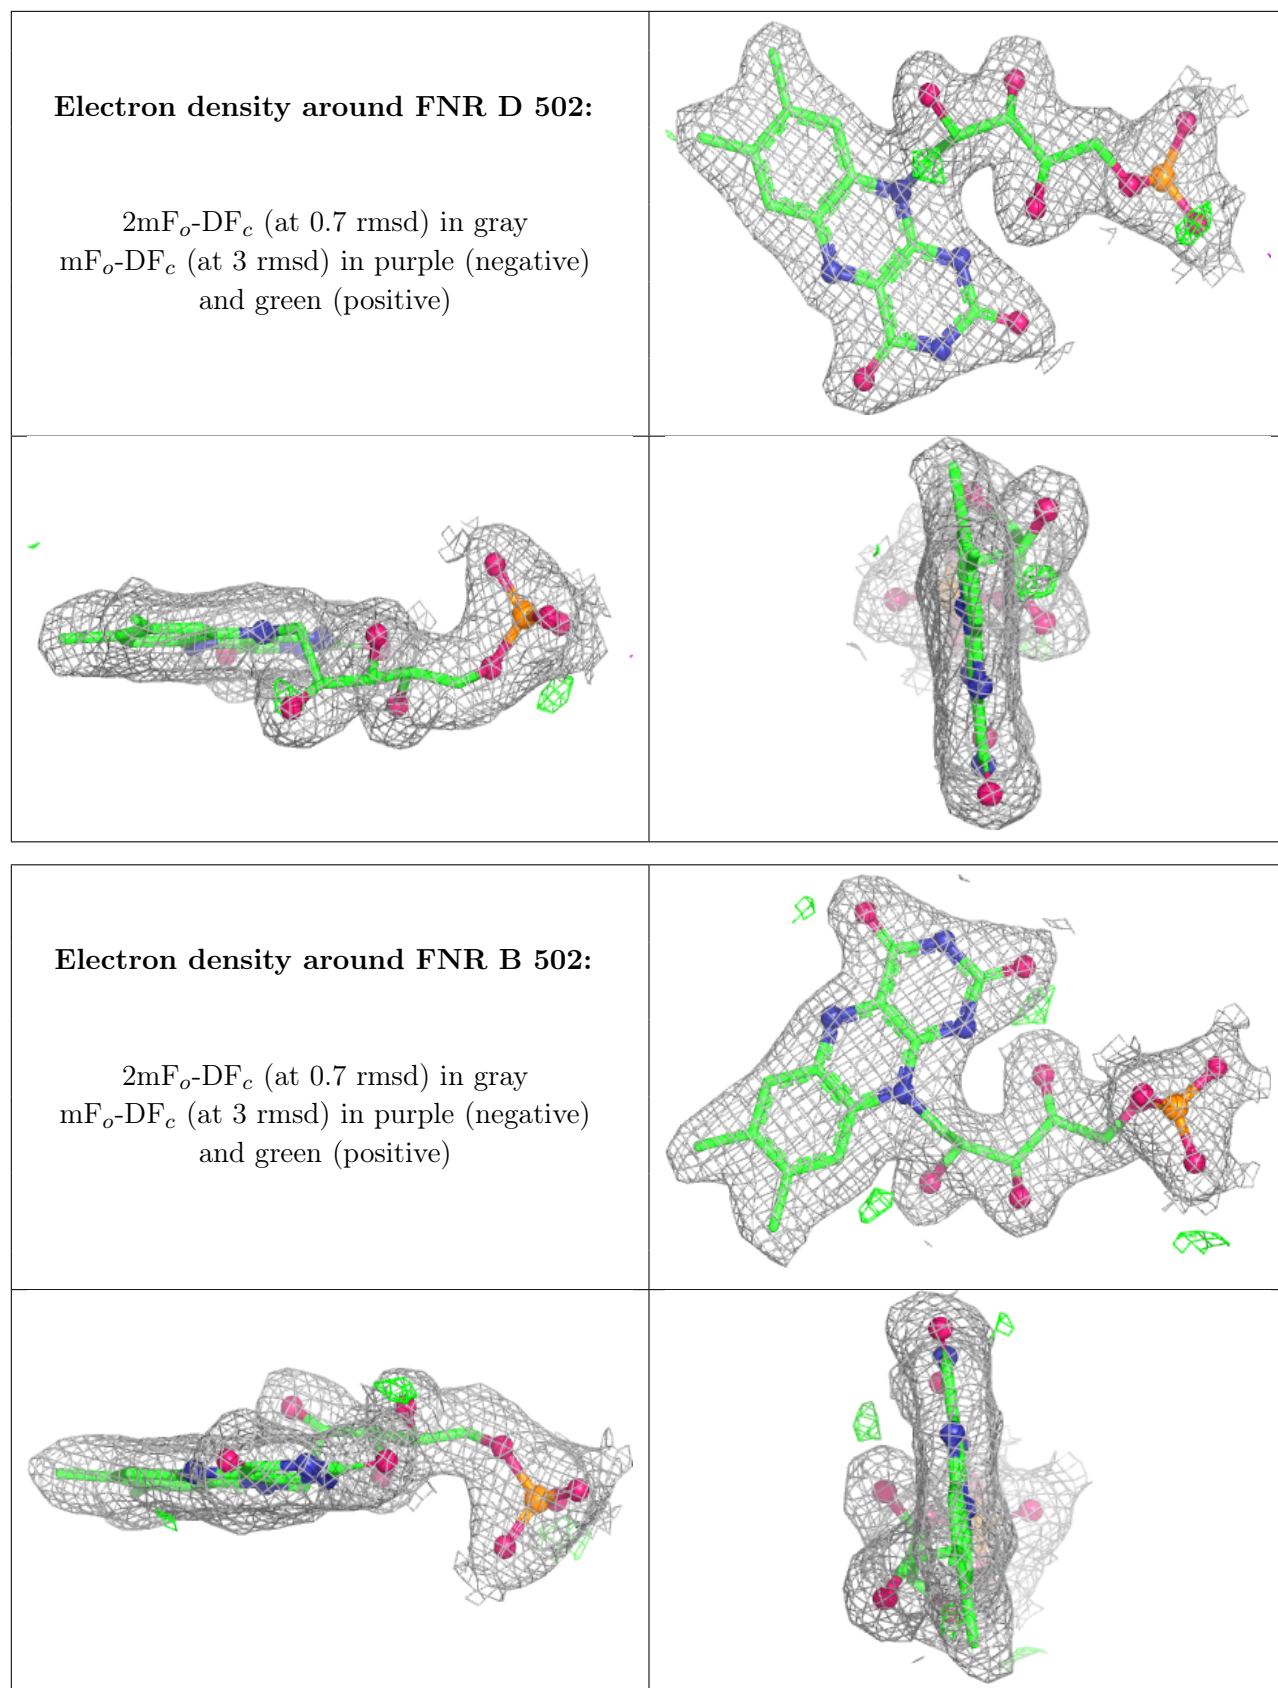 Electron density around FNR D 502:
2mFo-DFc (at 0.7 rmsd) in gray
mFo-DFc (at 3 rmsd) in purple (negative)
and green (positive)
Electron density around FNR B 502:
2mFo-DFc (at 0.7 rmsd) in gray
mFo-DFc (at 3 rmsd) in purple (negative)
and green (positive)